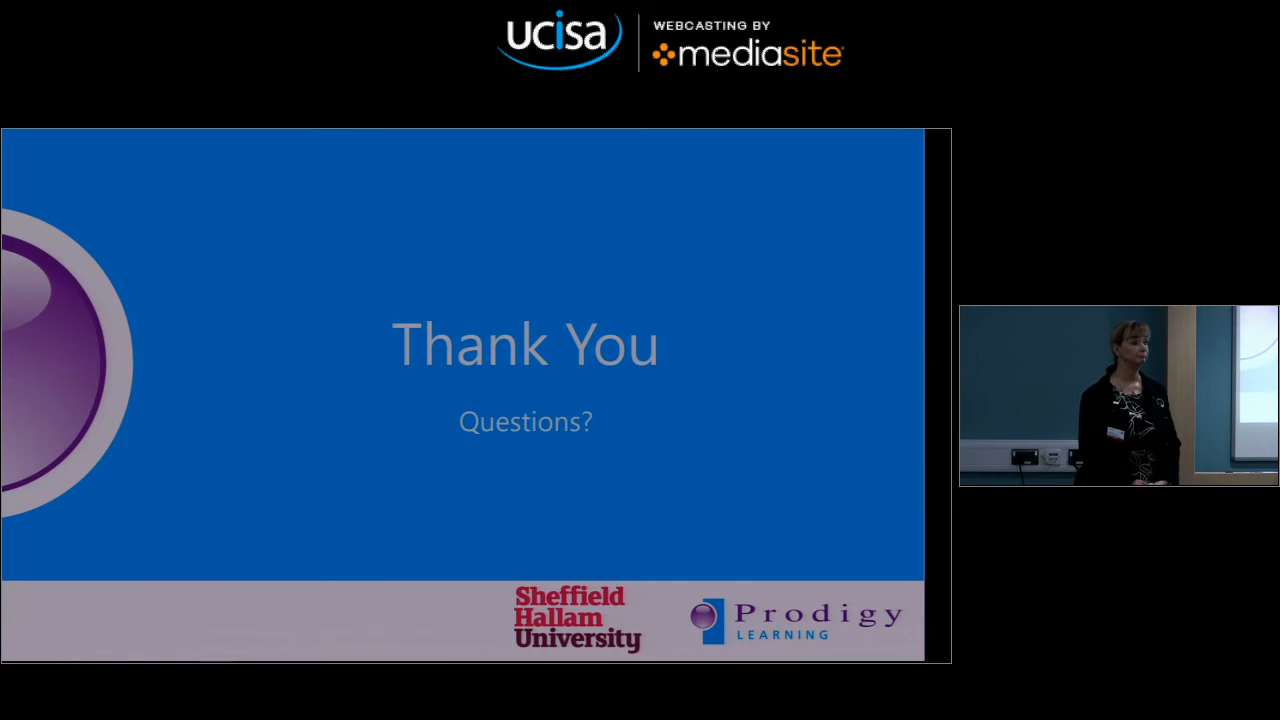 ucisa
WEBCASTING BY
mediasite
Thank You
Questions?
Sheffield
Hallam
University
Prodigy
LEARNING